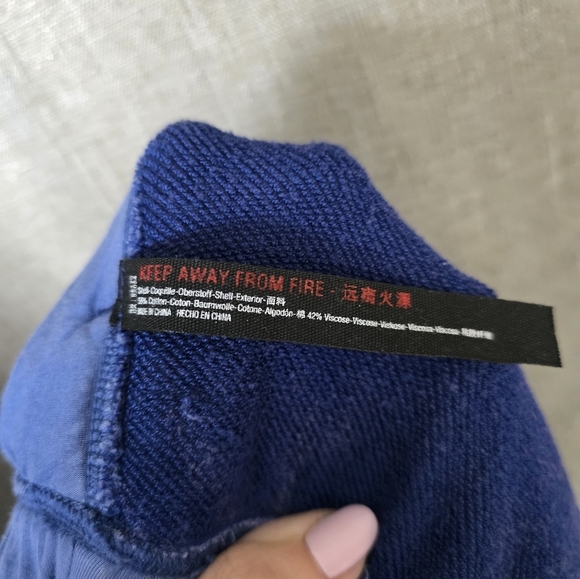 KEEP AWAY FROM FIRE - 远离火源
Shell-Coquille-Oberstoff-Shell-Exterior-面料
58% Cotton-Coton-Baumwolle-Cotone-Algodón-棉 42% Viscose-Viscose-Viskose-Viscosa-Viscosa-
MADE IN CHINA HECHO EN CHINA